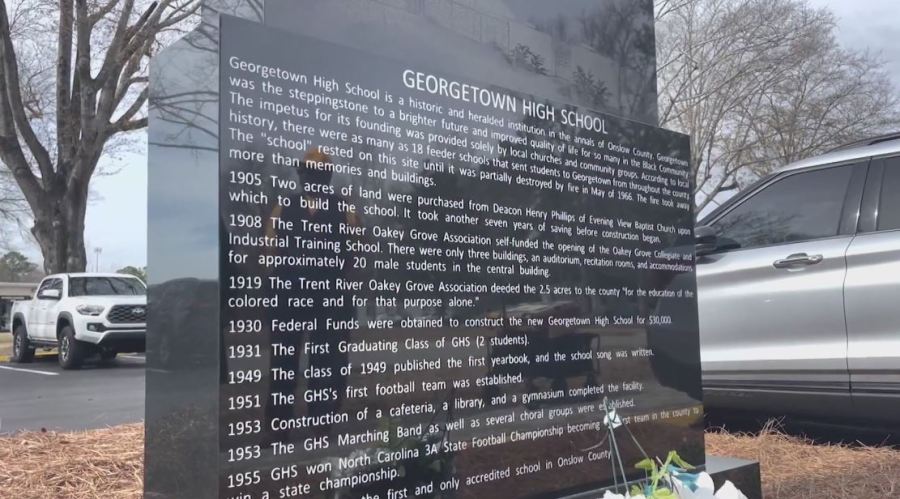 GEORGETOWN HIGH SCHOOL
Georgetown High School is a historic and heralded institution in the annals of Onslow County. Georgetown
was the steppingstone to a brighter future and improved quality of life for so many in the Black Community.
The impetus for its founding was provided solely by local churches and community groups. According to local
history, there were as many as 18 feeder schools that sent students to Georgetown from throughout the county
The "school" rested on this site until it was partially destroyed by fire in May of 1966. The fire took away
more than memories and buildings.
1905 Two acres of land were purchased from Deacon Henry Phillips of Evening View Baptist Church upon
which to build the school. It took another seven years of saving before construction began.
1908 The Trent River Oakey Grove Association self-funded the opening of the Oakey Grove Collegiate and
Industrial Training School. There were only three buildings, an auditorium, recitation rooms, and accommodations
for approximately 20 male students in the central building.
1919 The Trent River Oakey Grove Association deeded the 2.5 acres to the county "for the education of the
colored race and for that purpose alone."
1930 Federal Funds were obtained to construct the new Georgetown High School for $30,000.
1931 The First Graduating Class of GHS (2 students).
1949 The class of 1949 published the first yearbook, and the school song was written.
1951 The GHS's first football team was established.
1953 Construction of a cafeteria, a library, and a gymnasium completed the facility.
1953 The GHS Marching Band as well as several choral groups were established.
1955 GHS won North Carolina 3A State Football Championship becoming team in the county to
win a state championship.
the first and only accredited school in Onslow County